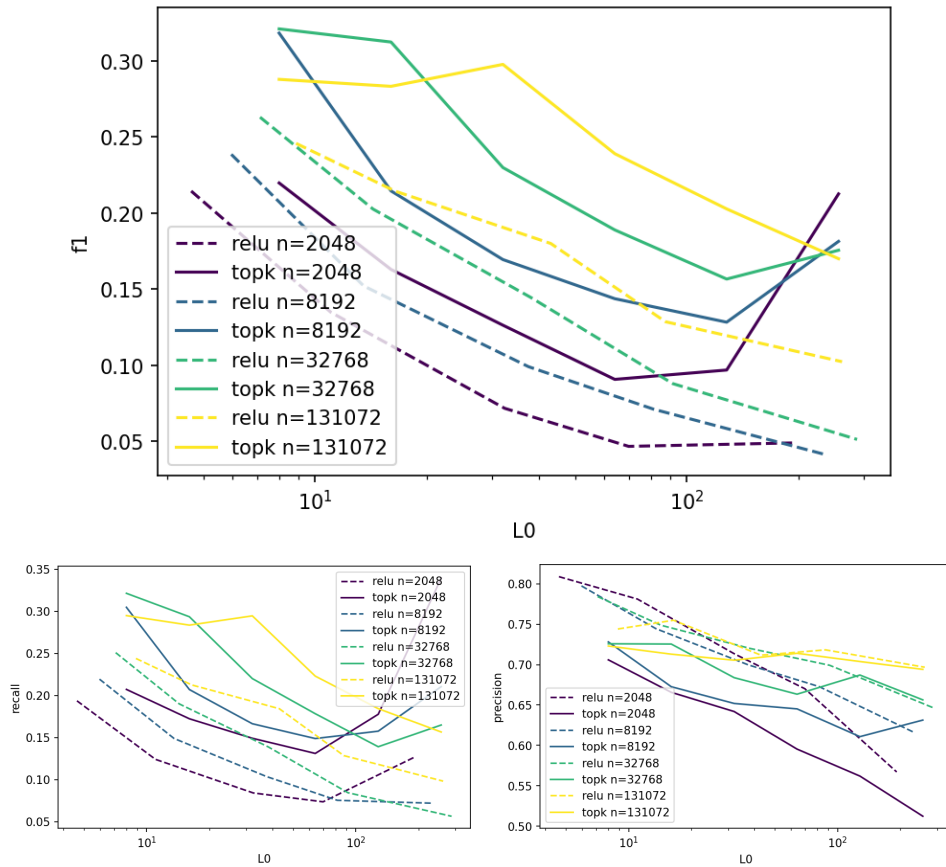 0.30
0.25
0.20
0.15
0.10
0.05
f1
relu n=2048
topk n=2048
relu n=8192
topk n=8192
relu n=32768
topk n=32768
relu n=131072
topk n=131072
10¹
10²
L0
0.35
0.30
0.25
0.20
0.15
0.10
0.05
recall
relu n=2048
topk n=2048
relu n=8192
topk n=8192
relu n=32768
topk n=32768
relu n=131072
topk n=131072
10¹
10²
L0
0.80
0.75
0.70
0.65
0.60
0.55
0.50
precision
relu n=2048
topk n=2048
relu n=8192
topk n=8192
relu n=32768
topk n=32768
relu n=131072
topk n=131072
10¹
10²
L0